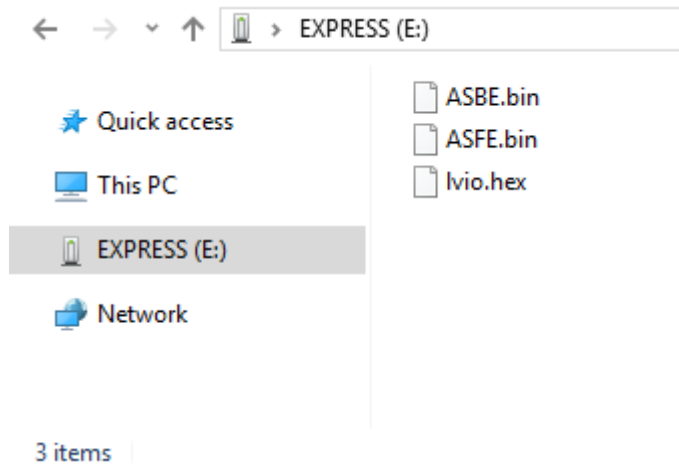 EXPRESS (E:)
Quick access
This PC
EXPRESS (E:)
Network
ASBE.bin
ASFE.bin
lvio.hex
3 items